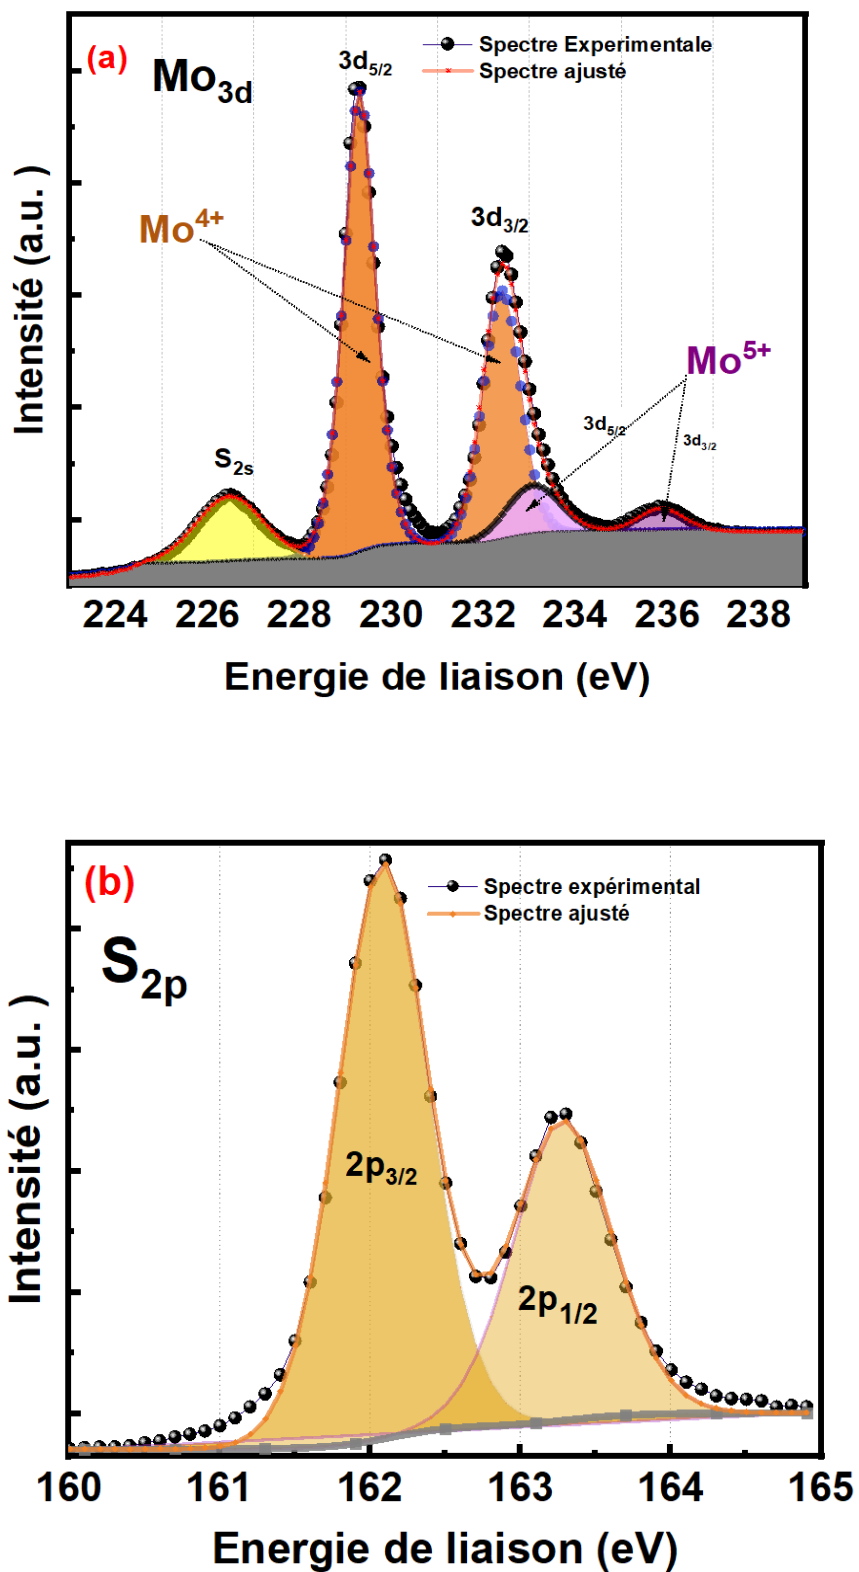 (a)
Mo3d
3d5/2
Spectre Experimentale
Spectre ajusté
Mo4+
3d3/2
Mo5+
3d5/2
3d3/2
S2s
Intensité (a.u. )
224 226 228 230 232 234 236 238
Energie de liaison (eV)
(b)
S2p
Spectre expérimental
Spectre ajusté
2p3/2
2p1/2
Intensité (a.u. )
160 161 162 163 164 165
Energie de liaison (eV)